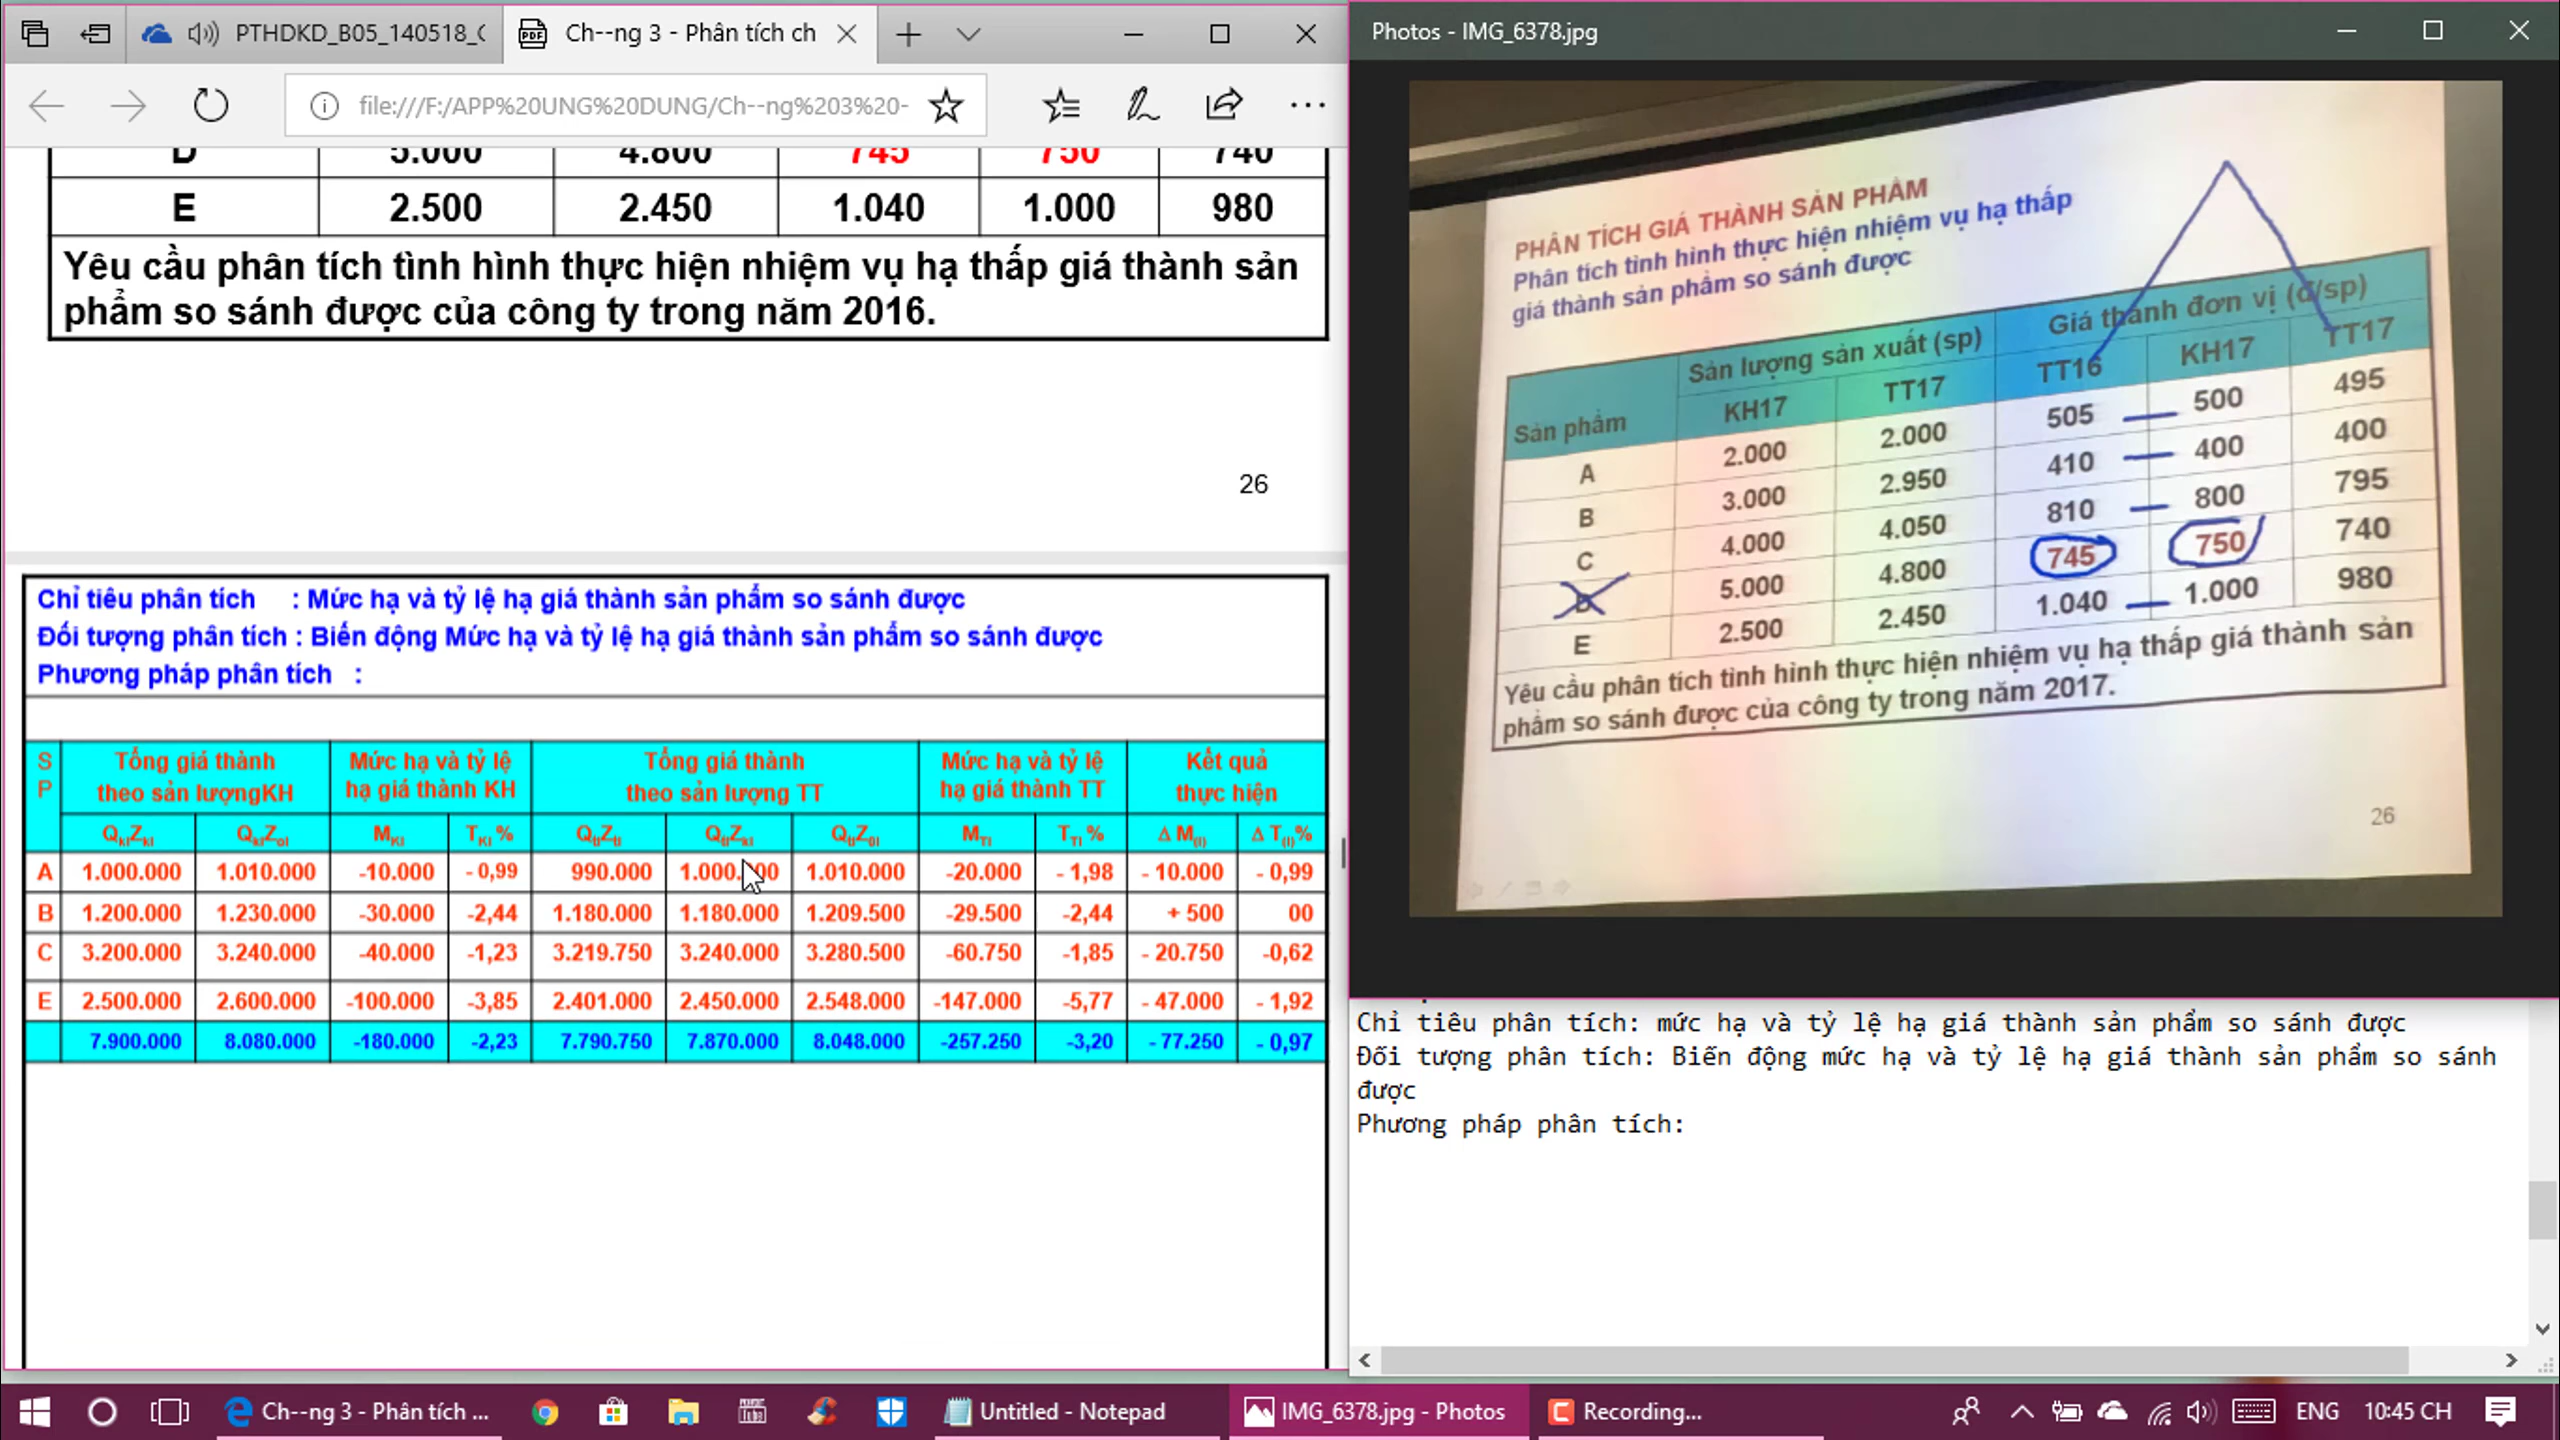 PTHDKD_B05_140518_C
Ch--ng 3 - Phân tích ch
file:///F:/APP%20UNG%20DUNG/Ch--ng%203%20-
D 5.000 4.800 745 750 740
E 2.500 2.450 1.040 1.000 980
Yêu cầu phân tích tình hình thực hiện nhiệm vụ hạ thấp giá thành sản
phẩm so sánh được của công ty trong năm 2016.
26
Chỉ tiêu phân tích : Mức hạ và tỷ lệ hạ giá thành sản phẩm so sánh được
Đối tượng phân tích : Biến động Mức hạ và tỷ lệ hạ giá thành sản phẩm so sánh được
Phương pháp phân tích :
S Tổng giá thành Mức hạ và tỷ lệ Tổng giá thành Mức hạ và tỷ lệ Kết quả
P theo sản lượngKH hạ giá thành KH theo sản lượng TT hạ giá thành TT thực hiện
QkiZki QkiZoi MKi TKi % QtiZti QtiZki QtiZ0i MTi TTi % Δ M(i) Δ T(i)%
A 1.000.000 1.010.000 -10.000 - 0,99 990.000 1.000.000 1.010.000 -20.000 - 1,98 - 10.000 - 0,99
B 1.200.000 1.230.000 -30.000 -2,44 1.180.000 1.180.000 1.209.500 -29.500 -2,44 + 500 00
C 3.200.000 3.240.000 -40.000 -1,23 3.219.750 3.240.000 3.280.500 -60.750 -1,85 - 20.750 -0,62
E 2.500.000 2.600.000 -100.000 -3,85 2.401.000 2.450.000 2.548.000 -147.000 -5,77 - 47.000 - 1,92
7.900.000 8.080.000 -180.000 -2,23 7.790.750 7.870.000 8.048.000 -257.250 -3,20 - 77.250 - 0,97
Photos - IMG_6378.jpg
PHÂN TÍCH GIÁ THÀNH SẢN PHẨM
Phân tích tình hình thực hiện nhiệm vụ hạ thấp
giá thành sản phẩm so sánh được
Sản phẩm Sản lượng sản xuất (sp) Giá thành đơn vị (đ/sp)
KH17 TT17 TT16 KH17 TT17
A 2.000 2.000 505 500 495
B 3.000 2.950 410 400 400
C 4.000 4.050 810 800 795
D 5.000 4.800 745 750 740
E 2.500 2.450 1.040 1.000 980
Yêu cầu phân tích tình hình thực hiện nhiệm vụ hạ thấp giá thành sản
phẩm so sánh được của công ty trong năm 2017.
26
Chỉ tiêu phân tích: mức hạ và tỷ lệ hạ giá thành sản phẩm so sánh được
Đối tượng phân tích: Biến động mức hạ và tỷ lệ hạ giá thành sản phẩm so sánh
được
Phương pháp phân tích:
Ch--ng 3 - Phân tích ...
Untitled - Notepad
IMG_6378.jpg - Photos
Recording...
ENG
10:45 CH